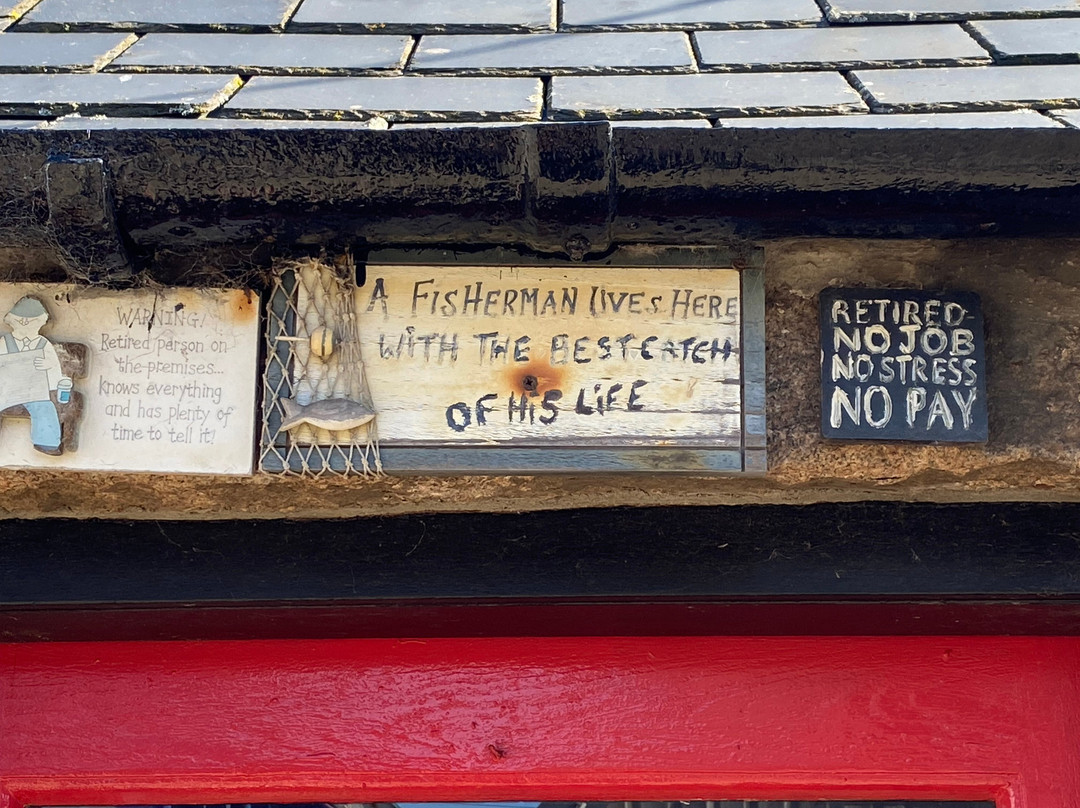 WARNING!
Retired person on
the premises...
knows everything
and has plenty of
time to tell it!
A FISHERMAN LIVES HERE
WITH THE BEST CATCH
OF HIS LIFE
RETIRED-
NO JOB
NO STRESS
NO PAY